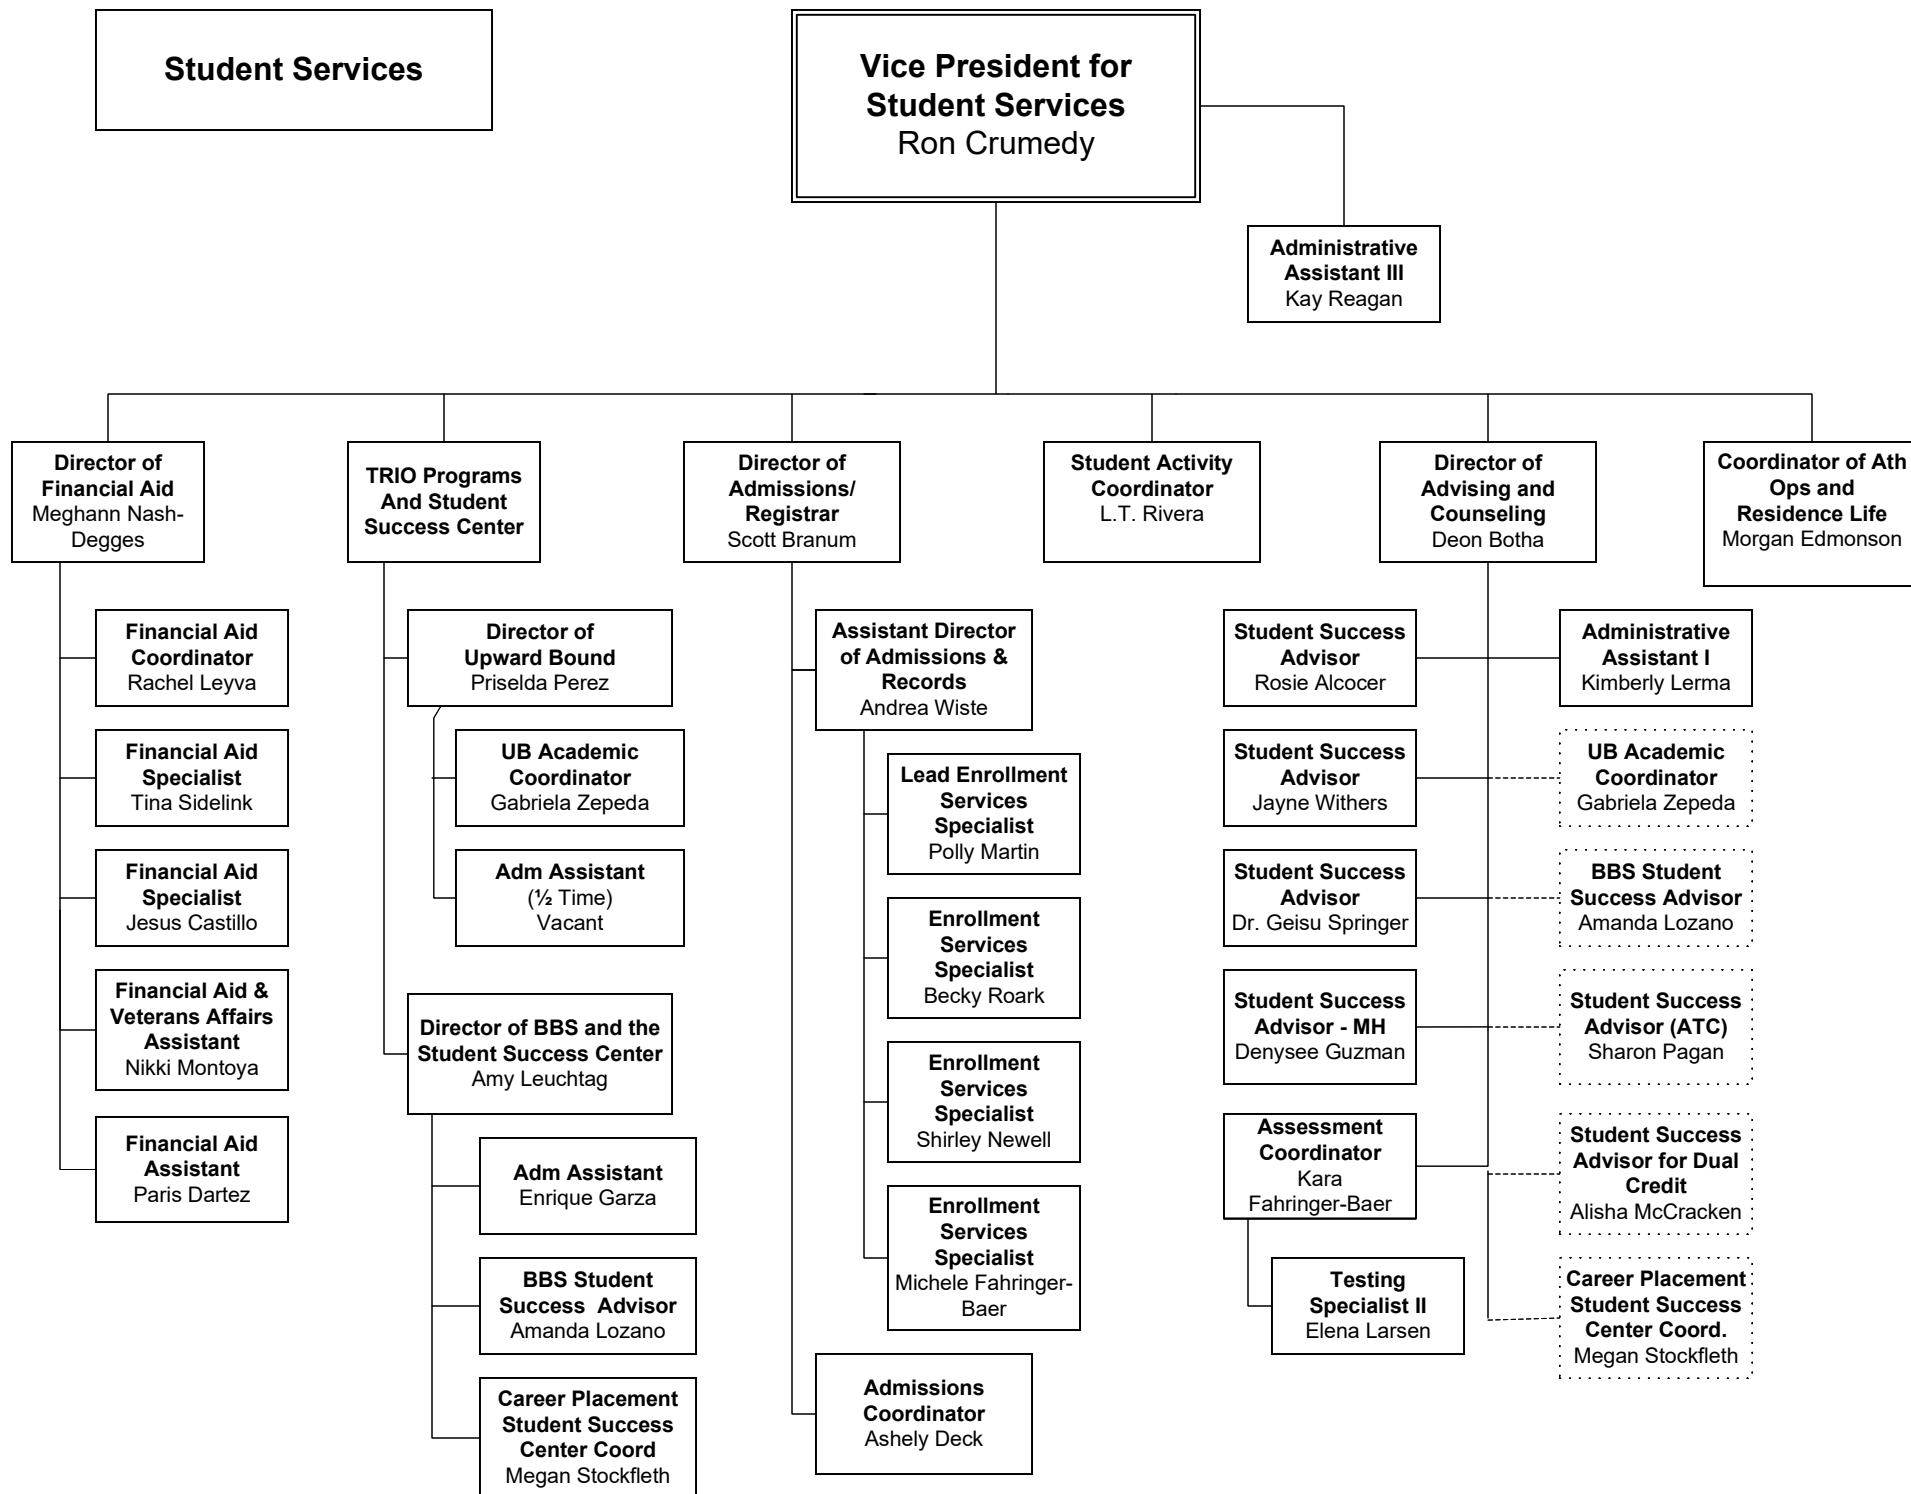 Student Services
Vice President for
Student Services
Ron Crumedy
Administrative
Assistant III
Kay Reagan
Director of
Financial Aid
Meghann Nash-
Degges
TRIO Programs
And Student
Success Center
Director of
Admissions/
Registrar
Scott Branum
Student Activity
Coordinator
L.T. Rivera
Director of
Advising and
Counseling
Deon Botha
Coordinator of Ath
Ops and
Residence Life
Morgan Edmonson
Financial Aid
Coordinator
Rachel Leyva
Financial Aid
Specialist
Tina Sidelink
Financial Aid
Specialist
Jesus Castillo
Financial Aid &
Veterans Affairs
Assistant
Nikki Montoya
Financial Aid
Assistant
Paris Dartez
Director of
Upward Bound
Priselda Perez
UB Academic
Coordinator
Gabriela Zepeda
Adm Assistant
(½ Time)
Vacant
Director of BBS and the
Student Success Center
Amy Leuchtag
Adm Assistant
Enrique Garza
BBS Student
Success  Advisor
Amanda Lozano
Career Placement
Student Success
Center Coord
Megan Stockfleth
Assistant Director
of Admissions &
Records
Andrea Wiste
Lead Enrollment
Services
Specialist
Polly Martin
Enrollment
Services
Specialist
Becky Roark
Enrollment
Services
Specialist
Shirley Newell
Enrollment
Services
Specialist
Michele Fahringer-
Baer
Admissions
Coordinator
Ashely Deck
Student Success
Advisor
Rosie Alcocer
Student Success
Advisor
Jayne Withers
Student Success
Advisor
Dr. Geisu Springer
Student Success
Advisor - MH
Denysee Guzman
Assessment
Coordinator
Kara
Fahringer-Baer
Testing
Specialist II
Elena Larsen
Administrative
Assistant I
Kimberly Lerma
UB Academic
Coordinator
Gabriela Zepeda
BBS Student
Success Advisor
Amanda Lozano
Student Success
Advisor (ATC)
Sharon Pagan
Student Success
Advisor for Dual
Credit
Alisha McCracken
Career Placement
Student Success
Center Coord.
Megan Stockfleth